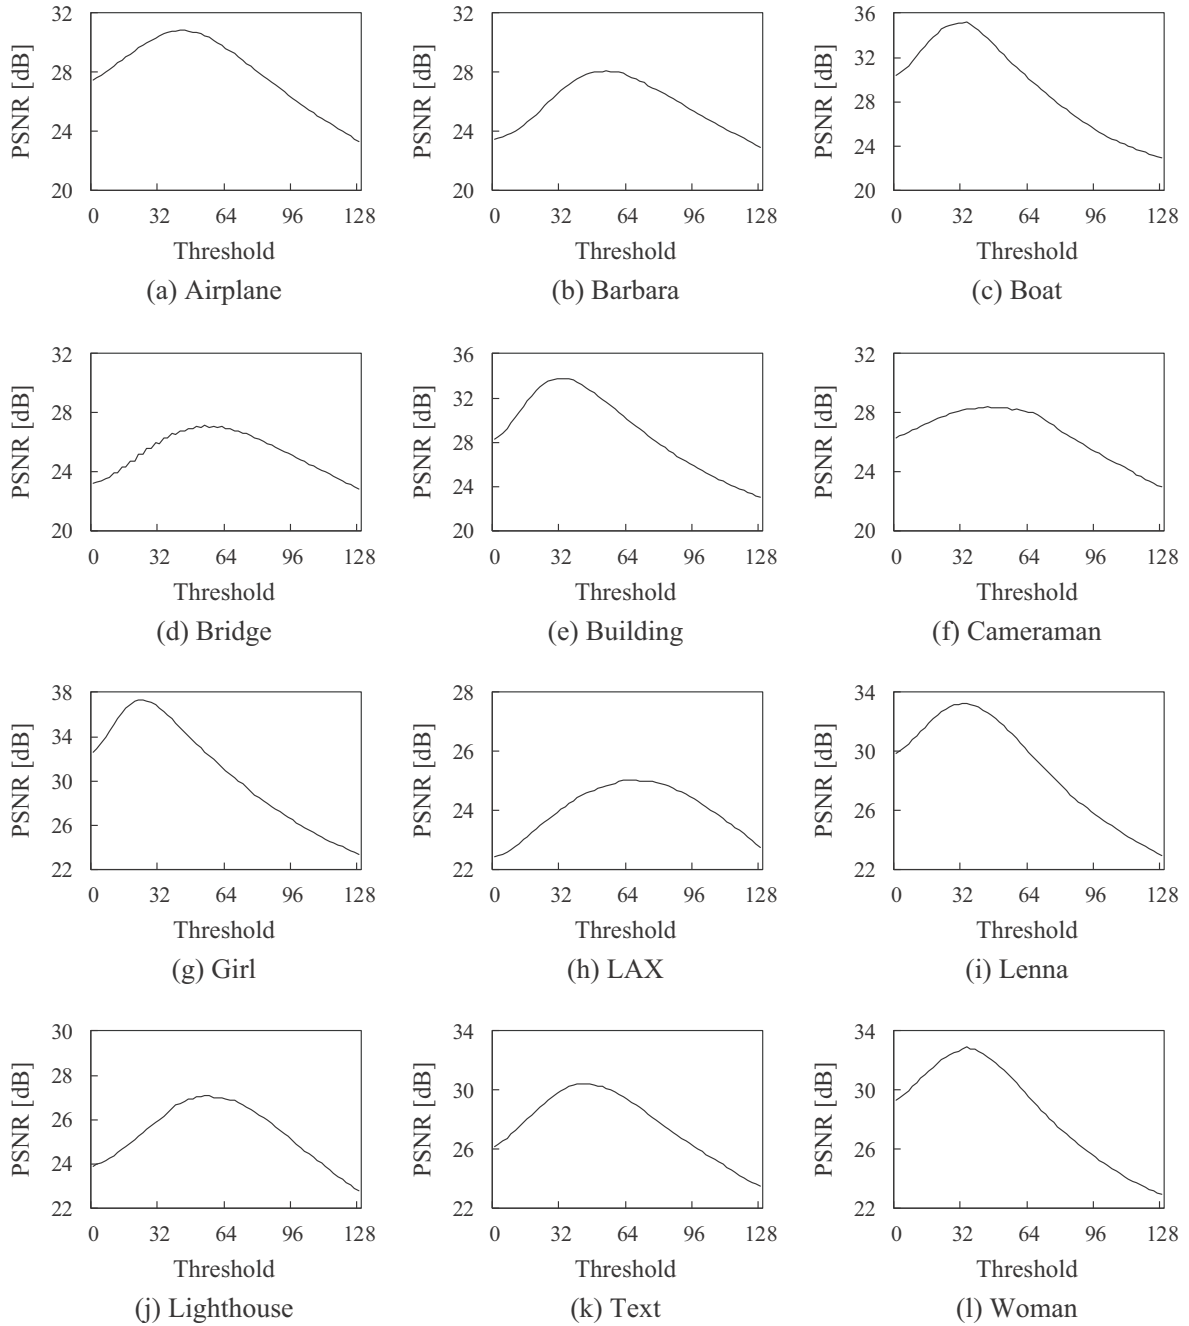 32
28
24
20
PSNR [dB]
0 32 64 96 128
Threshold
(a) Airplane
32
28
24
20
PSNR [dB]
0 32 64 96 128
Threshold
(b) Barbara
36
32
28
24
20
PSNR [dB]
0 32 64 96 128
Threshold
(c) Boat
32
28
24
20
PSNR [dB]
0 32 64 96 128
Threshold
(d) Bridge
36
32
28
24
20
PSNR [dB]
0 32 64 96 128
Threshold
(e) Building
32
28
24
20
PSNR [dB]
0 32 64 96 128
Threshold
(f) Cameraman
38
34
30
26
22
PSNR [dB]
0 32 64 96 128
Threshold
(g) Girl
28
26
24
22
PSNR [dB]
0 32 64 96 128
Threshold
(h) LAX
34
30
26
22
PSNR [dB]
0 32 64 96 128
Threshold
(i) Lenna
30
28
26
24
22
PSNR [dB]
0 32 64 96 128
Threshold
(j) Lighthouse
34
30
26
22
PSNR [dB]
0 32 64 96 128
Threshold
(k) Text
34
30
26
22
PSNR [dB]
0 32 64 96 128
Threshold
(l) Woman